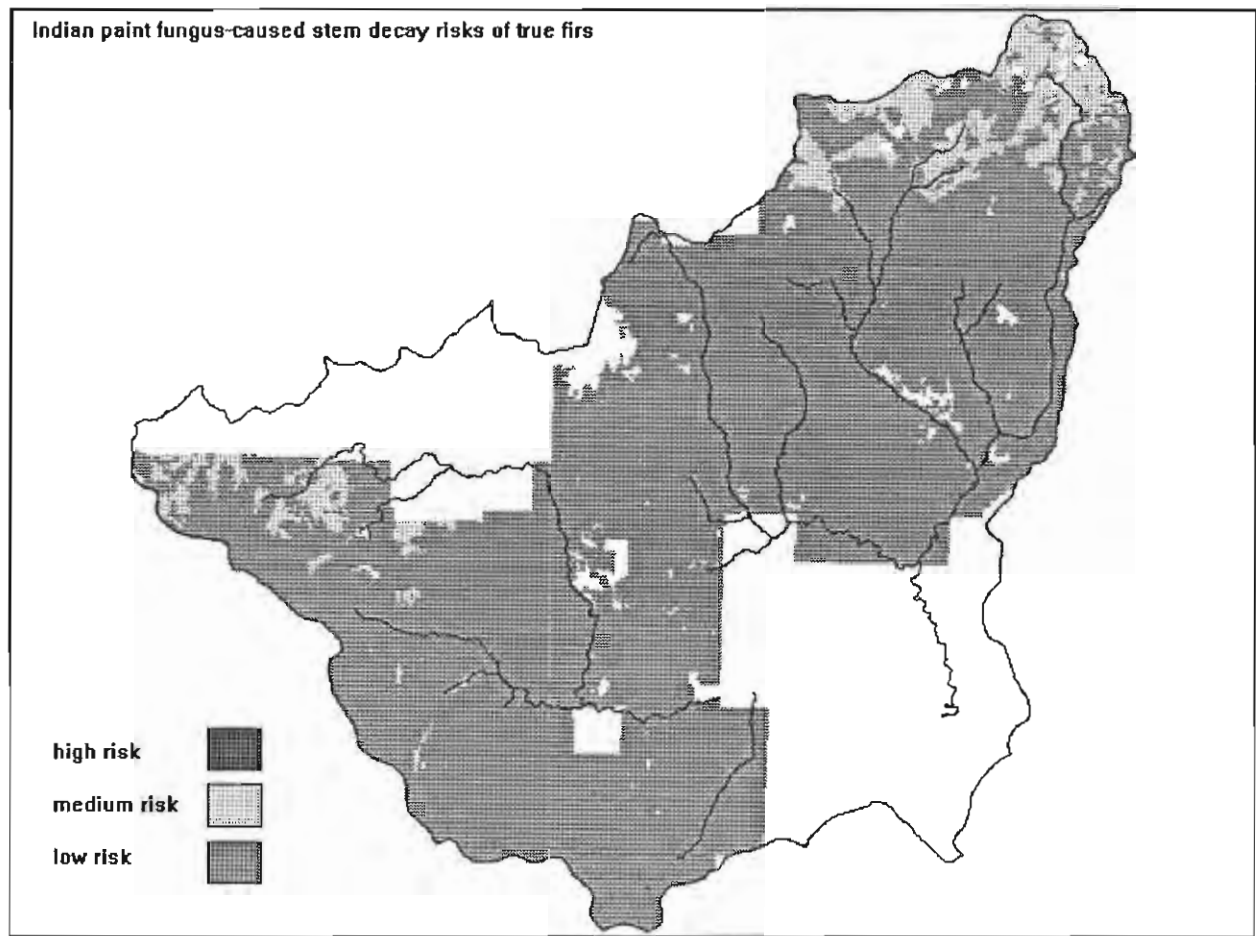 Indian paint fungus-caused stem decay risks of true firs
high risk
medium risk
low risk